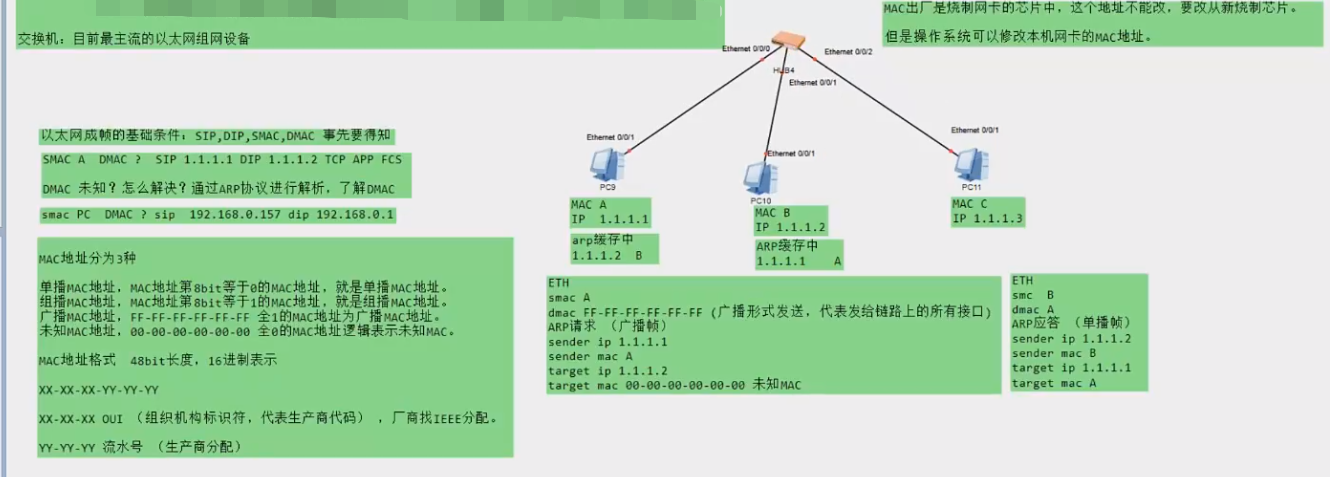 MAC出厂是烧制网卡的芯片中，这个地址不能改，要改从新烧制芯片。
但是操作系统可以修改本机网卡的MAC地址。
交换机：目前最主流的以太网组网设备
Ethernet 0/0/0
Ethernet 0/0/2
HUB4
Ethernet 0/0/1
以太网成帧的基础条件：SIP,DIP,SMAC,DMAC 事先要得知
SMAC A DMAC ? SIP 1.1.1.1 DIP 1.1.1.2 TCP APP FCS
DMAC 未知？怎么解决？通过ARP协议进行解析，了解DMAC
smac PC DMAC ? sip 192.168.0.157 dip 192.168.0.1
Ethernet 0/0/1
PC9
MAC A
IP 1.1.1.1
arp缓存中
1.1.1.2 B
Ethernet 0/0/1
PC10
MAC B
IP 1.1.1.2
ARP缓存中
1.1.1.1 A
Ethernet 0/0/1
PC11
MAC C
IP 1.1.1.3
MAC地址分为3种
单播MAC地址，MAC地址第8bit等于0的MAC地址，就是单播MAC地址。
组播MAC地址，MAC地址第8bit等于1的MAC地址，就是组播MAC地址。
广播MAC地址，FF-FF-FF-FF-FF-FF 全1的MAC地址为广播MAC地址。
未知MAC地址，00-00-00-00-00-00 全0的MAC地址逻辑表示未知MAC。
MAC地址格式 48bit长度，16进制表示
XX-XX-XX-YY-YY-YY
XX-XX-XX OUI （组织机构标识符，代表生产商代码） ，厂商找IEEE分配。
YY-YY-YY 流水号 （生产商分配）
ETH
smac A
dmac FF-FF-FF-FF-FF-FF (广播形式发送，代表发给链路上的所有接口)
ARP请求 （广播帧）
sender ip 1.1.1.1
sender mac A
target ip 1.1.1.2
target mac 00-00-00-00-00-00 未知MAC
ETH
smc B
dmac A
ARP应答 （单播帧）
sender ip 1.1.1.2
sender mac B
target ip 1.1.1.1
target mac A